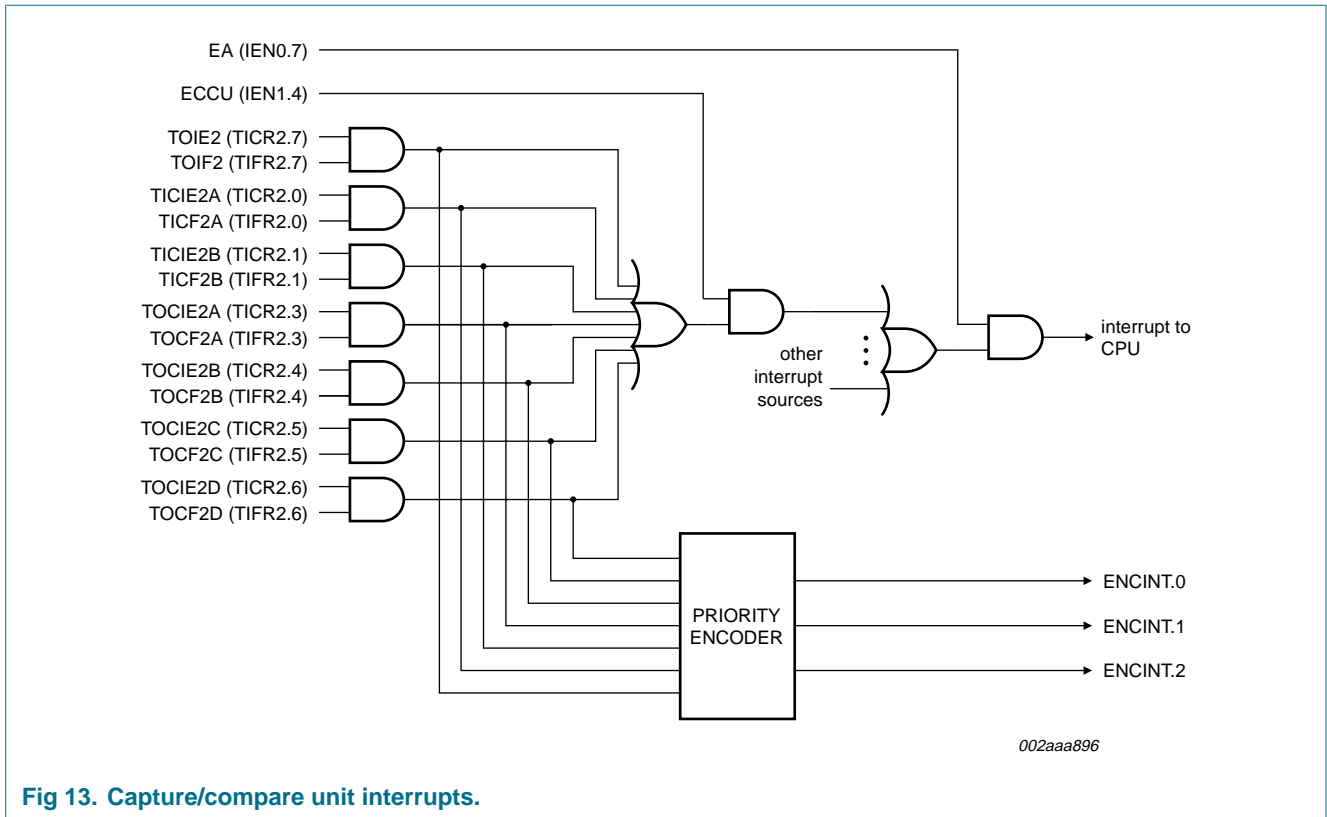 EA (IEN0.7)
ECCU (IEN1.4)
TOIE2 (TICR2.7)
TOIF2 (TIFR2.7)
TICIE2A (TICR2.0)
TICF2A (TIFR2.0)
TICIE2B (TICR2.1)
TICF2B (TIFR2.1)
TOCIE2A (TICR2.3)
TOCF2A (TIFR2.3)
TOCIE2B (TICR2.4)
TOCF2B (TIFR2.4)
TOCIE2C (TICR2.5)
TOCF2C (TIFR2.5)
TOCIE2D (TICR2.6)
TOCF2D (TIFR2.6)
other
interrupt
sources
interrupt to
CPU
PRIORITY
ENCODER
ENCINT.0
ENCINT.1
ENCINT.2
002aaa896
Fig 13. Capture/compare unit interrupts.